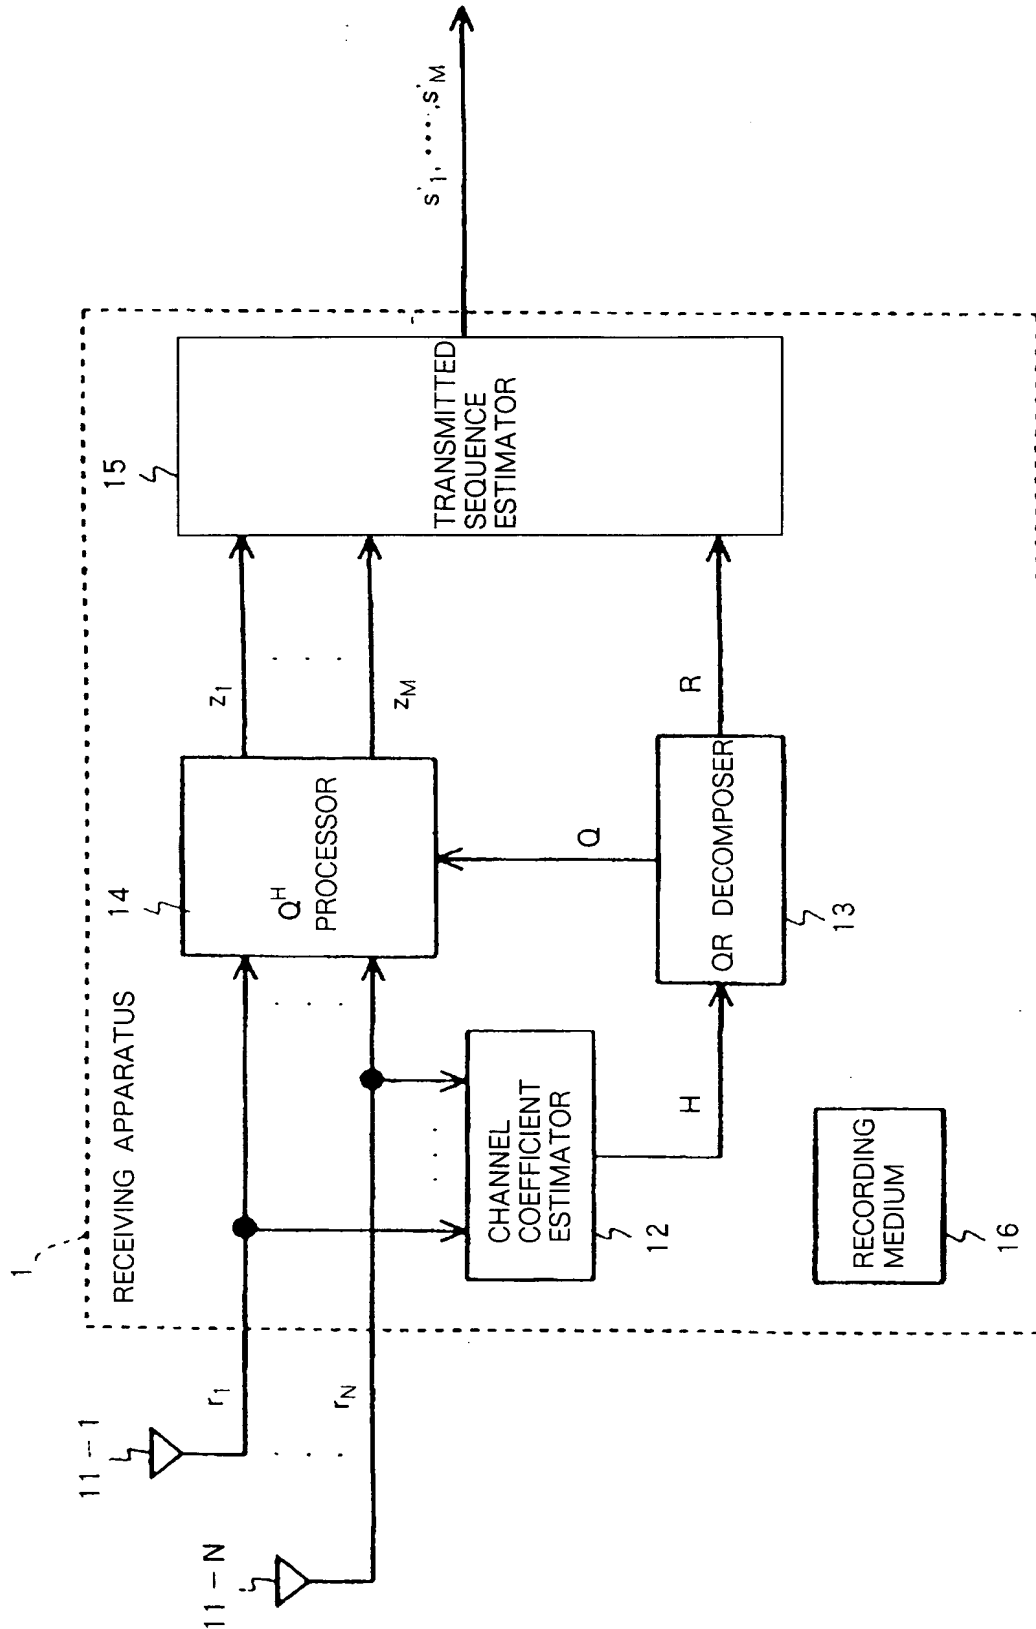 1
RECEIVING APPARATUS
11-1
11-N
r1
rN
12
CHANNEL
COEFFICIENT
ESTIMATOR
H
14
QH
PROCESSOR
Q
QR DECOMPOSER
13
z1
zM
R
15
TRANSMITTED
SEQUENCE
ESTIMATOR
s'1, ····, s'M
RECORDING
MEDIUM
16